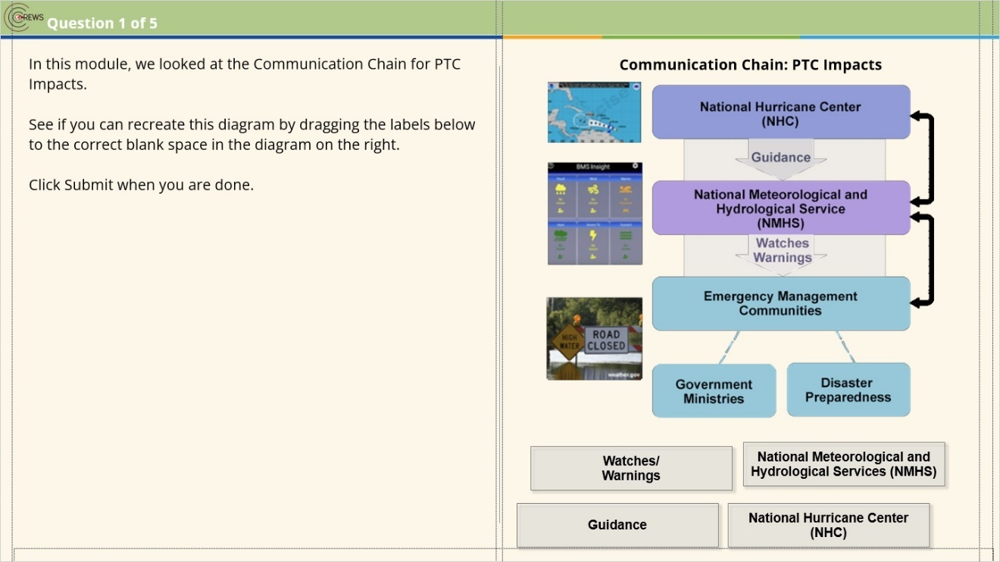 CREWS
Question 1 of 5
In this module, we looked at the Communication Chain for PTC
Impacts.
See if you can recreate this diagram by dragging the labels below
to the correct blank space in the diagram on the right.
Click Submit when you are done.
Communication Chain: PTC Impacts
National Hurricane Center
(NHC)
Guidance
BMS Insight
National Meteorological and
Hydrological Service
(NMHS)
Watches
Warnings
Emergency Management
Communities
HIGH
WATER
ROAD
CLOSED
weather.gov
Government
Ministries
Disaster
Preparedness
Watches/
Warnings
National Meteorological and
Hydrological Services (NMHS)
Guidance
National Hurricane Center
(NHC)